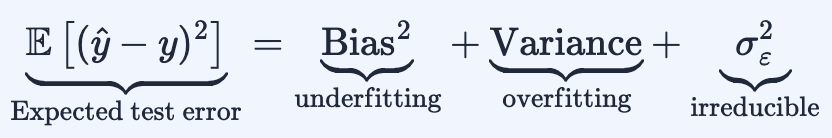 𝔼 [(ŷ − y)²] = Bias² + Variance + σ²_ε
Expected test error underfitting overfitting irreducible